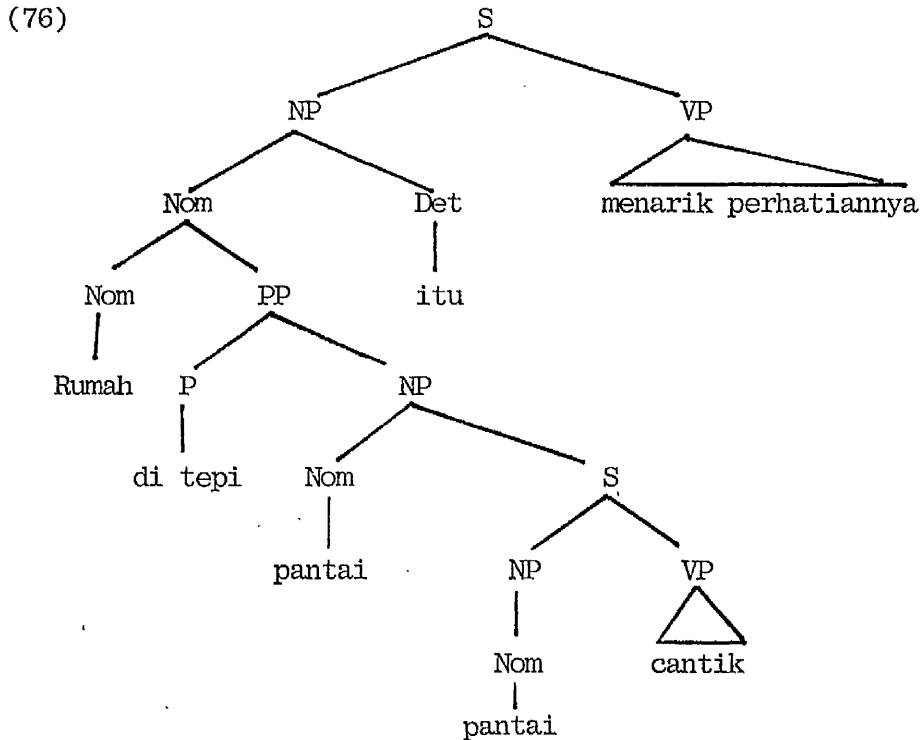 (76) S
NP VP
Nom Det menarik perhatiannya
Nom PP itu
Rumah P NP
di tepi Nom S
pantai NP VP
Nom cantik
pantai